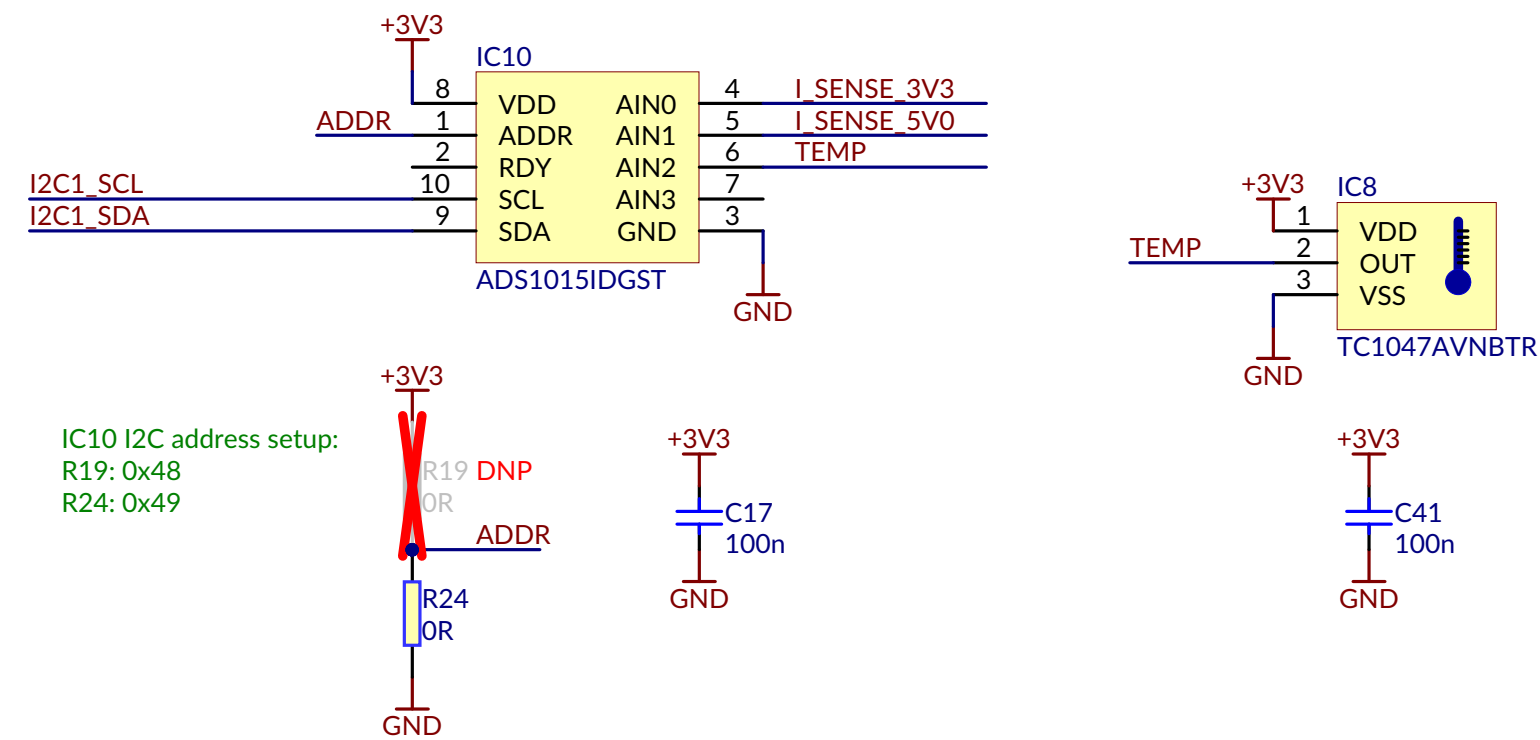 +3V3
IC10
8 VDD AIN0 4 I_SENSE_3V3
ADDR 1 ADDR AIN1 5 I_SENSE_5V0
2 RDY AIN2 6 TEMP
I2C1_SCL 10 SCL AIN3 7
I2C1_SDA 9 SDA GND 3
ADS1015IDGST
GND
+3V3
IC8
1 VDD
TEMP 2 OUT
3 VSS
TC1047AVNBTR
GND
IC10 I2C address setup:
R19: 0x48
R24: 0x49
+3V3
R19 DNP
0R
ADDR
R24
0R
GND
+3V3
C17
100n
GND
+3V3
C41
100n
GND